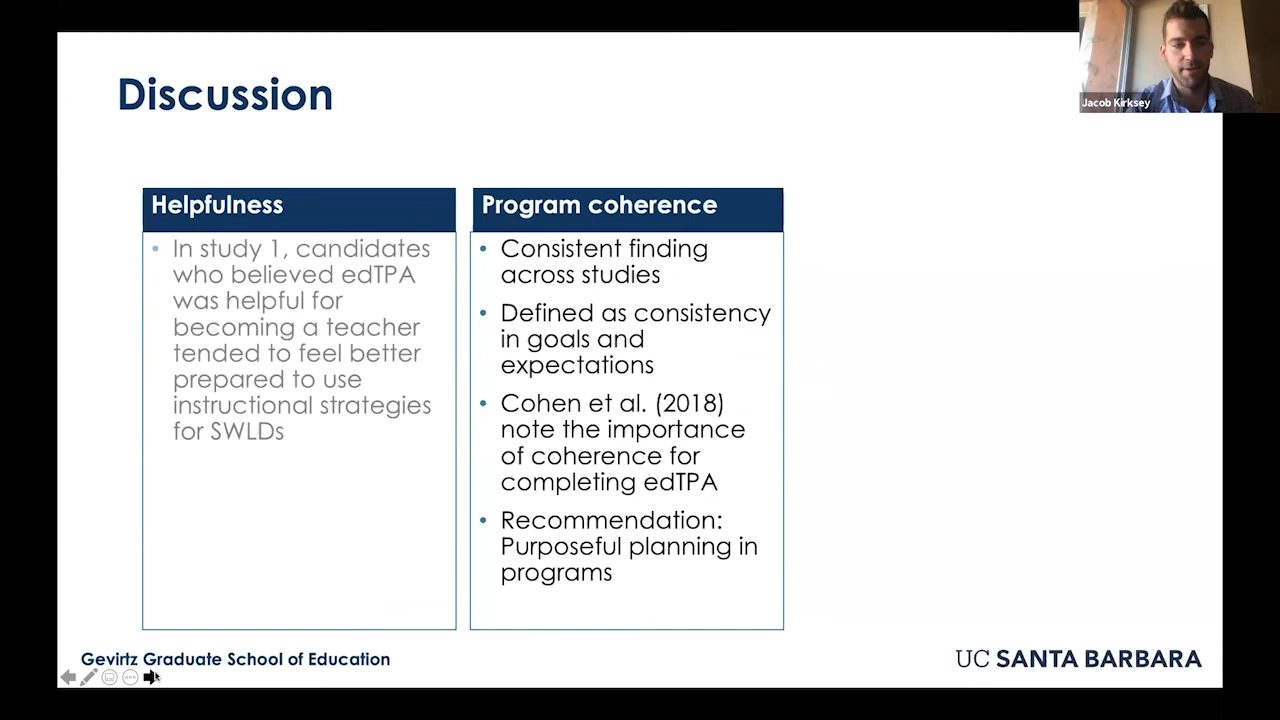 Jacob Kirksey
Discussion
Helpfulness
• In study 1, candidates
who believed edTPA
was helpful for
becoming a teacher
tended to feel better
prepared to use
instructional strategies
for SWLDs
Program coherence
• Consistent finding
across studies
• Defined as consistency
in goals and
expectations
• Cohen et al. (2018)
note the importance
of coherence for
completing edTPA
• Recommendation:
Purposeful planning in
programs
Gevirtz Graduate School of Education
UC SANTA BARBARA